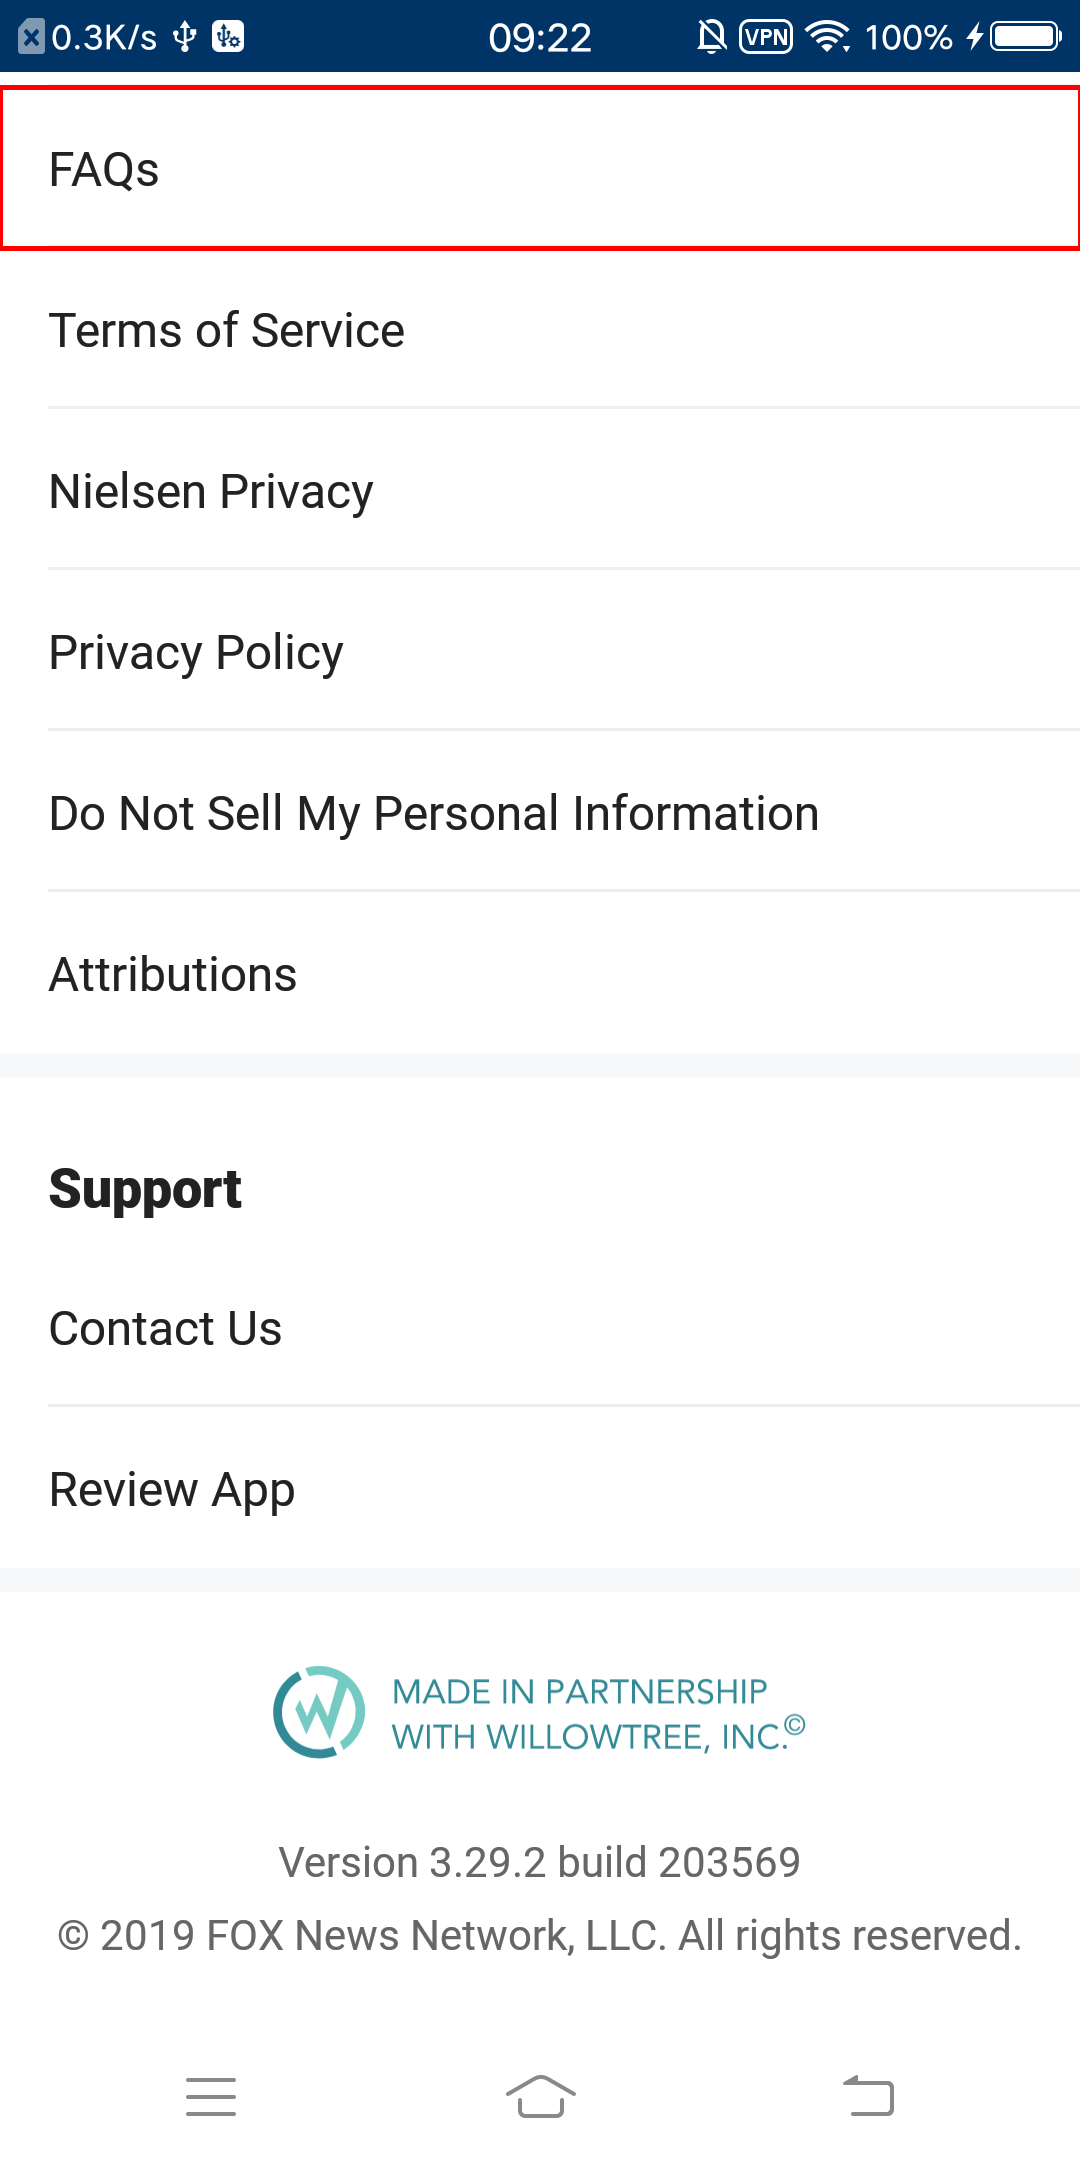 0.3K/s 09:22 VPN 100%
FAQs
Terms of Service
Nielsen Privacy
Privacy Policy
Do Not Sell My Personal Information
Attributions
Support
Contact Us
Review App
MADE IN PARTNERSHIP
WITH WILLOWTREE, INC.©
Version 3.29.2 build 203569
© 2019 FOX News Network, LLC. All rights reserved.